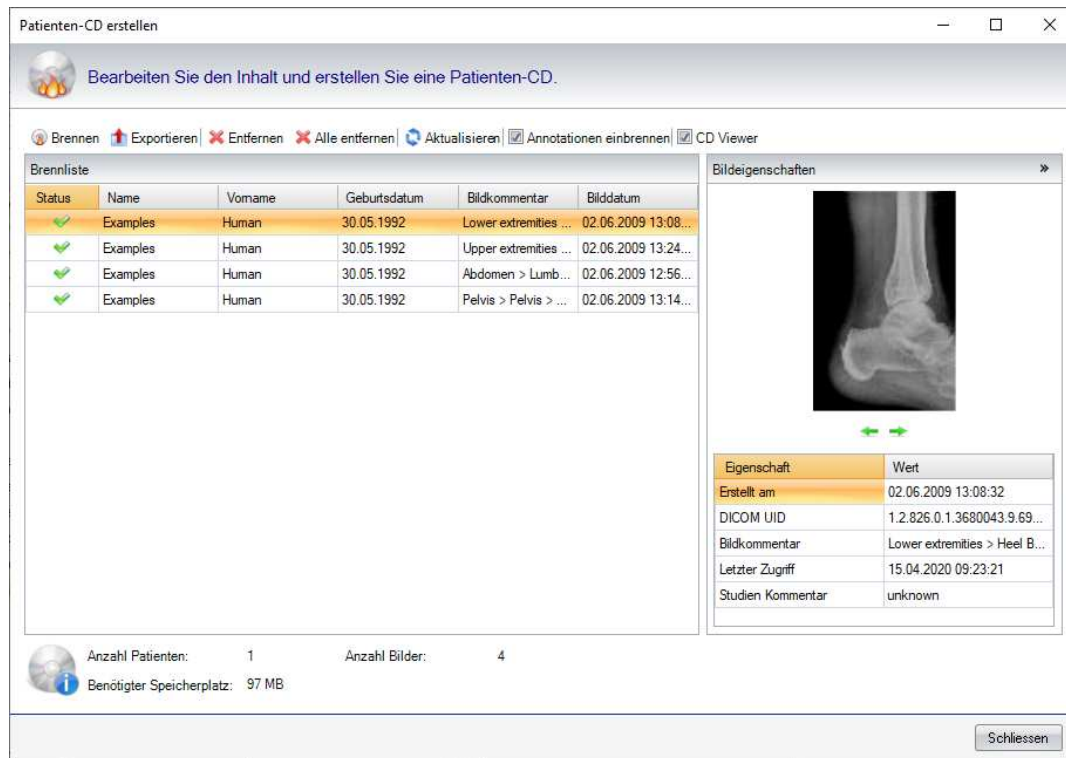 Patienten-CD erstellen
Bearbeiten Sie den Inhalt und erstellen Sie eine Patienten-CD.
Brennen Exportieren Entfernen Alle entfernen Aktualisieren Annotationen einbrennen CD Viewer
Brennliste
Status Name Vorname Geburtsdatum Bildkommentar Bilddatum
Examples Human 30.05.1992 Lower extremities ... 02.06.2009 13:08...
Examples Human 30.05.1992 Upper extremities ... 02.06.2009 13:24...
Examples Human 30.05.1992 Abdomen > Lumb... 02.06.2009 12:56...
Examples Human 30.05.1992 Pelvis > Pelvis > ... 02.06.2009 13:14...
Bildeigenschaften
Eigenschaft Wert
Erstellt am 02.06.2009 13:08:32
DICOM UID 1.2.826.0.1.3680043.9.69...
Bildkommentar Lower extremities > Heel B...
Letzter Zugriff 15.04.2020 09:23:21
Studien Kommentar unknown
Anzahl Patienten: 1 Anzahl Bilder: 4
Benötigter Speicherplatz: 97 MB
Schliessen